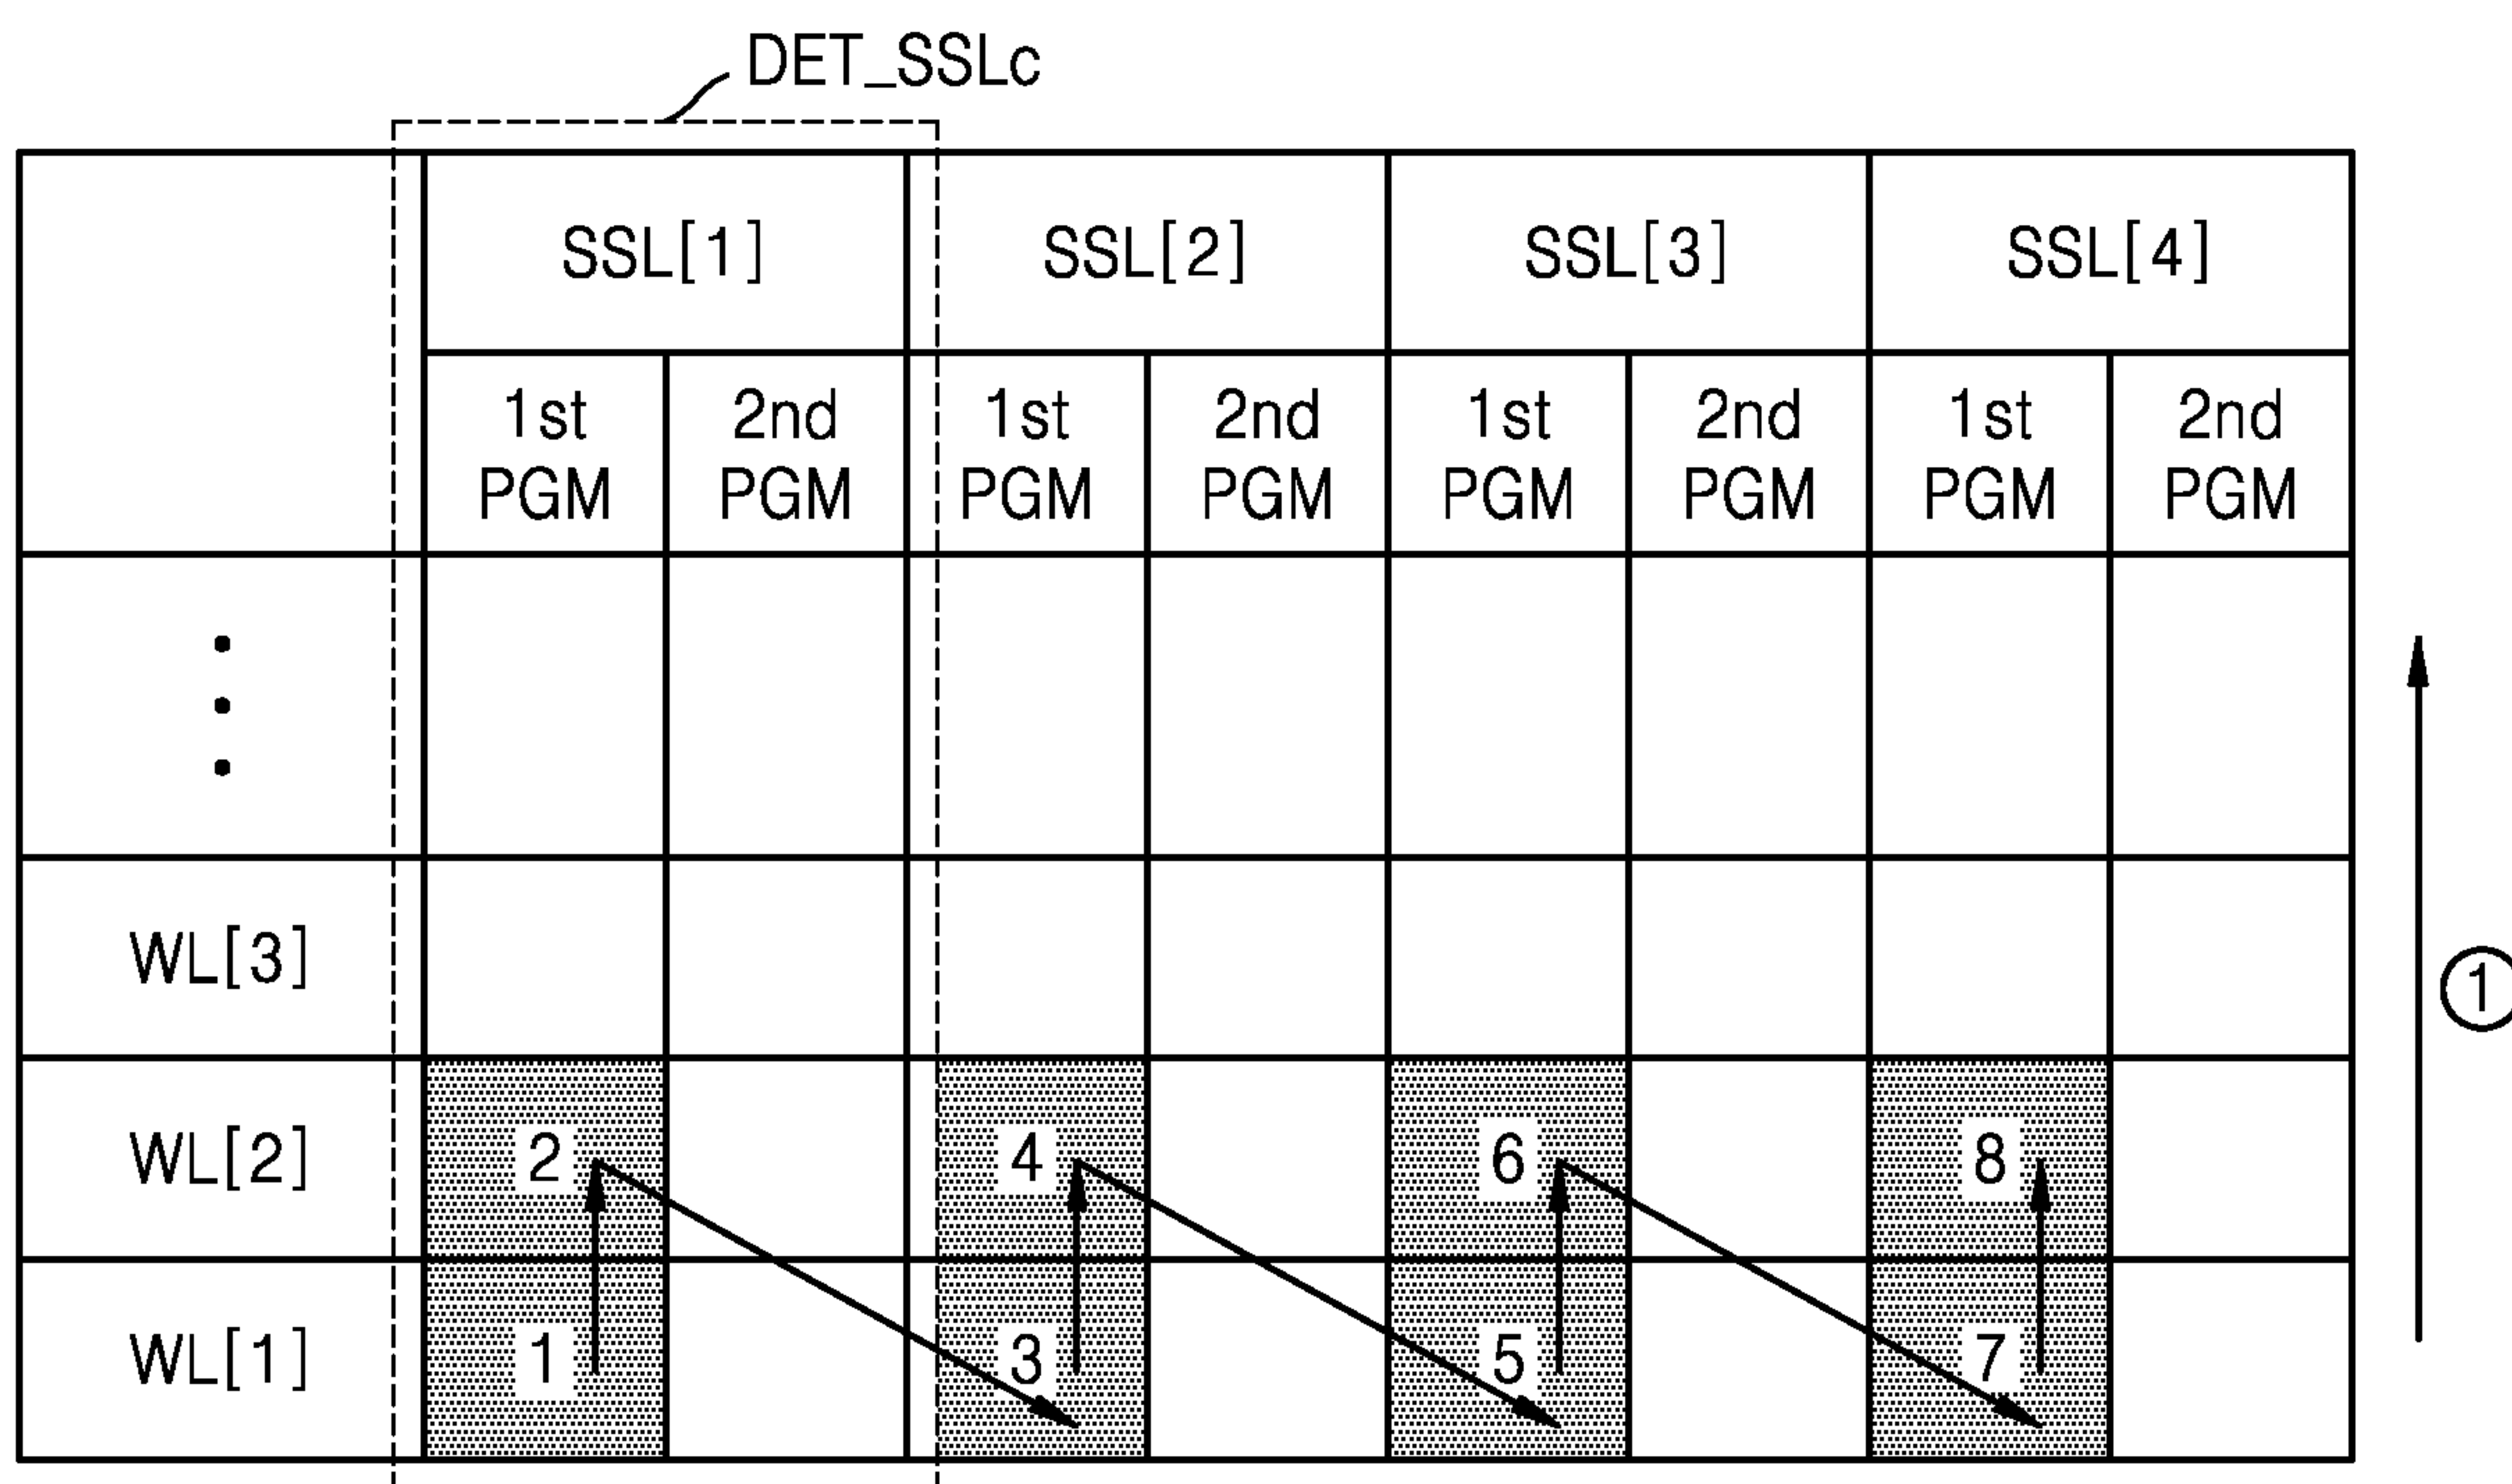 DET_SSLc
SSL[1] SSL[2] SSL[3] SSL[4]
1st PGM 2nd PGM 1st PGM 2nd PGM 1st PGM 2nd PGM 1st PGM 2nd PGM
WL[3]
①
WL[2] 2 4 6 8
WL[1] 1 3 5 7